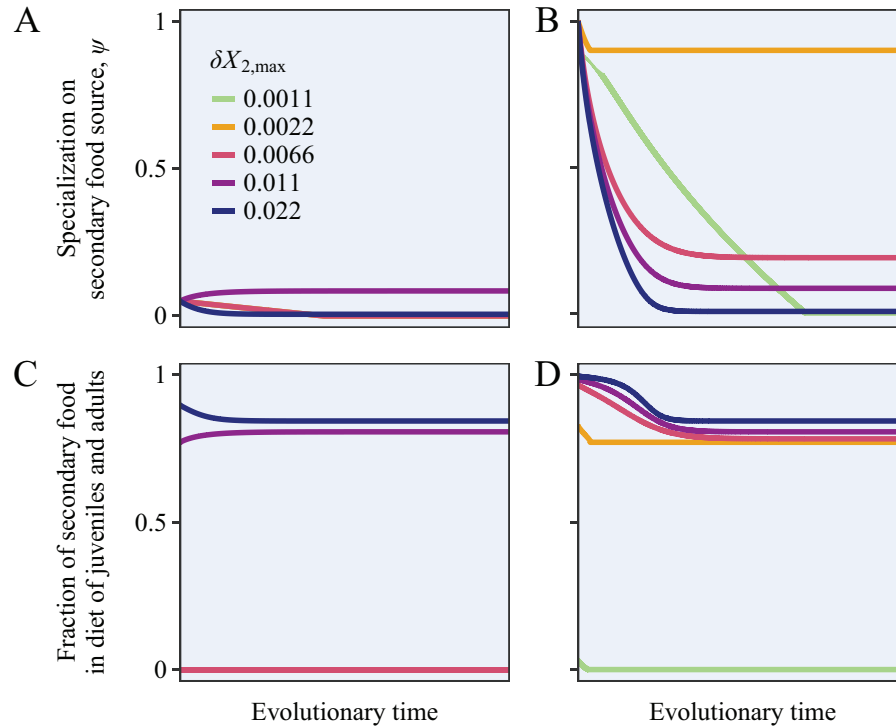 A
B
1
0.5
0
Specialization on
secondary food source, ψ
δX2,max
0.0011
0.0022
0.0066
0.011
0.022
C
D
1
0.5
0
Fraction of secondary food
in diet of juveniles and adults
Evolutionary time
Evolutionary time